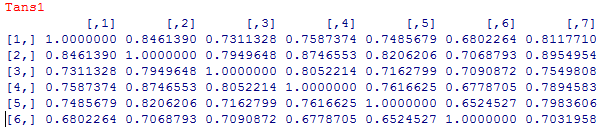 Tans1
[,1] [,2] [,3] [,4] [,5] [,6] [,7]
[1,] 1.0000000 0.8461390 0.7311328 0.7587374 0.7485679 0.6802264 0.8117710
[2,] 0.8461390 1.0000000 0.7949648 0.8746553 0.8206206 0.7068793 0.8954954
[3,] 0.7311328 0.7949648 1.0000000 0.8052214 0.7162799 0.7090872 0.7549808
[4,] 0.7587374 0.8746553 0.8052214 1.0000000 0.7616625 0.6778705 0.7894583
[5,] 0.7485679 0.8206206 0.7162799 0.7616625 1.0000000 0.6524527 0.7983606
[6,] 0.6802264 0.7068793 0.7090872 0.6778705 0.6524527 1.0000000 0.7031958